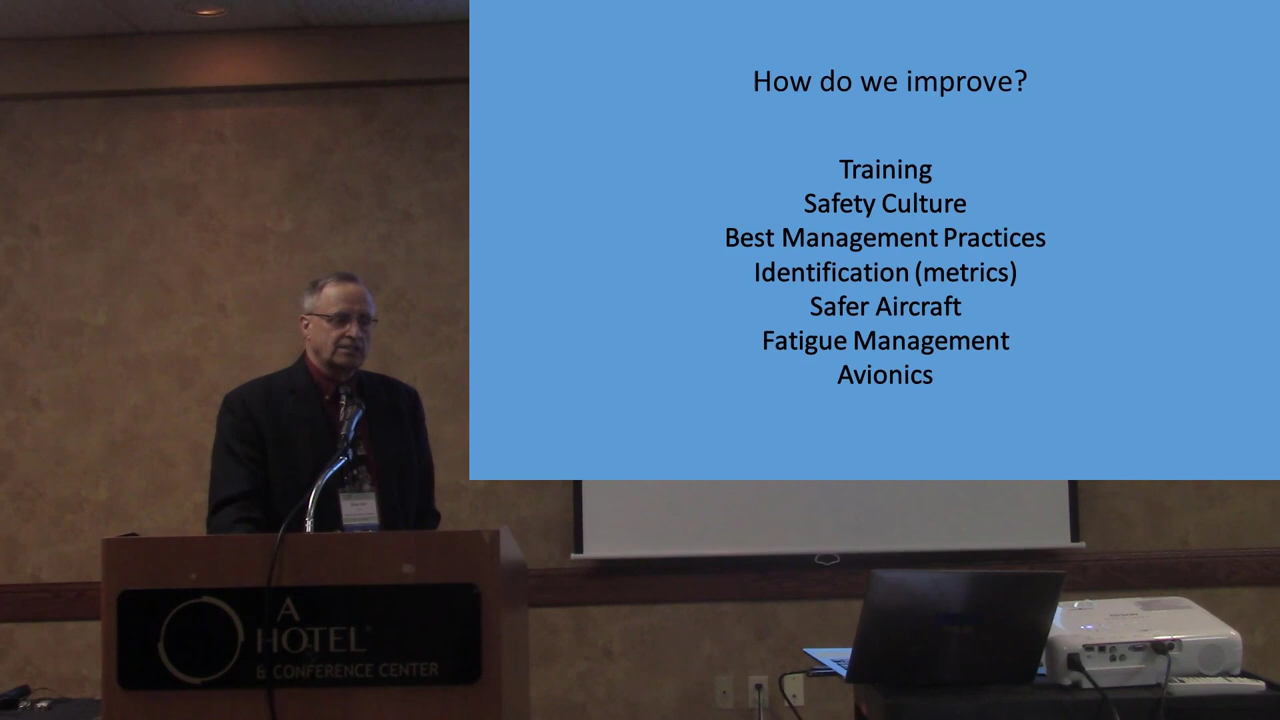 How do we improve?
Training
Safety Culture
Best Management Practices
Identification (metrics)
Safer Aircraft
Fatigue Management
Avionics
A
HOTEL
& CONFERENCE CENTER